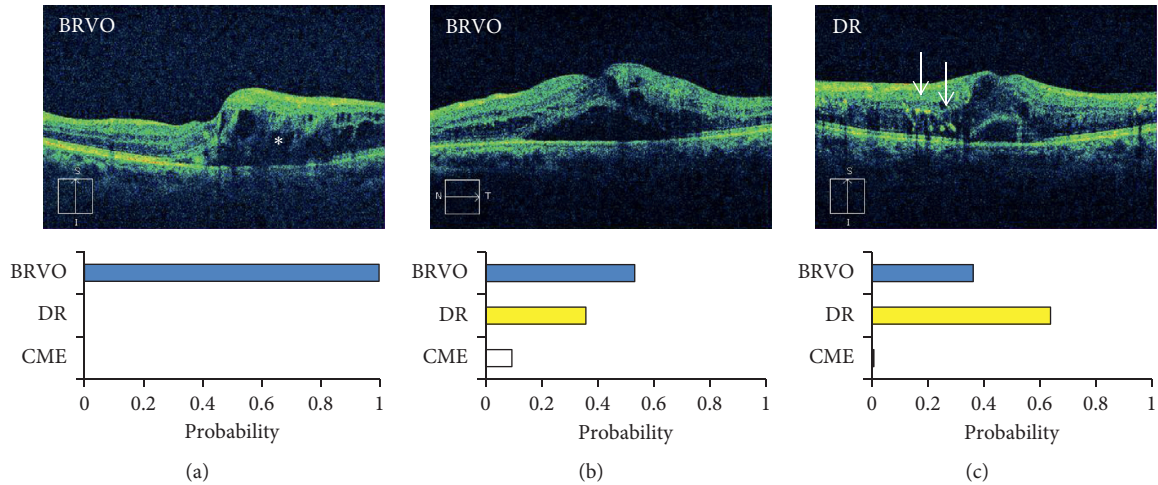 BRVO
*
S
I
BRVO
DR
CME
0 0.2 0.4 0.6 0.8 1
Probability
(a)
BRVO
N T
BRVO
DR
CME
0 0.2 0.4 0.6 0.8 1
Probability
(b)
DR
S
I
BRVO
DR
CME
0 0.2 0.4 0.6 0.8 1
Probability
(c)